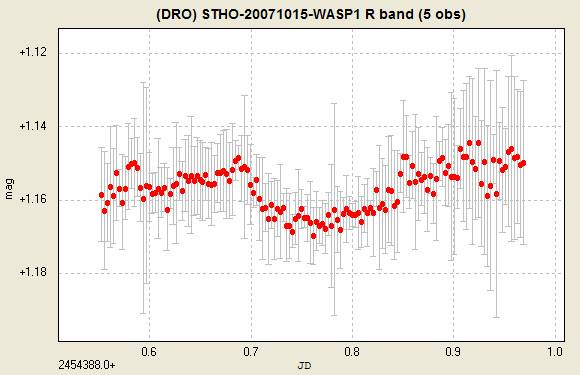 (DRO) STHO-20071015-WASP1 R band (5 obs)
+1.12
+1.14
+1.16
+1.18
mag
0.6 0.7 0.8 0.9 1.0
2454388.0+ JD